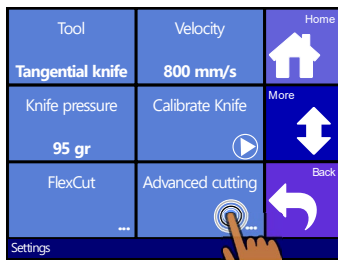 Tool
Tangential knife
Velocity
800 mm/s
Home
Knife pressure
95 gr
Calibrate Knife
More
FlexCut
...
Advanced cutting
...
Back
Settings